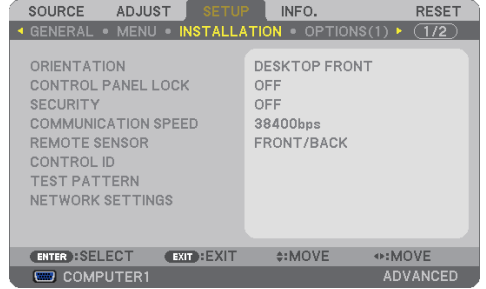 SOURCE ADJUST SETUP INFO. RESET
GENERAL • MENU • INSTALLATION • OPTIONS(1) 1/2
ORIENTATION DESKTOP FRONT
CONTROL PANEL LOCK OFF
SECURITY OFF
COMMUNICATION SPEED 38400bps
REMOTE SENSOR FRONT/BACK
CONTROL ID
TEST PATTERN
NETWORK SETTINGS
ENTER :SELECT EXIT :EXIT :MOVE :MOVE
COMPUTER1 ADVANCED